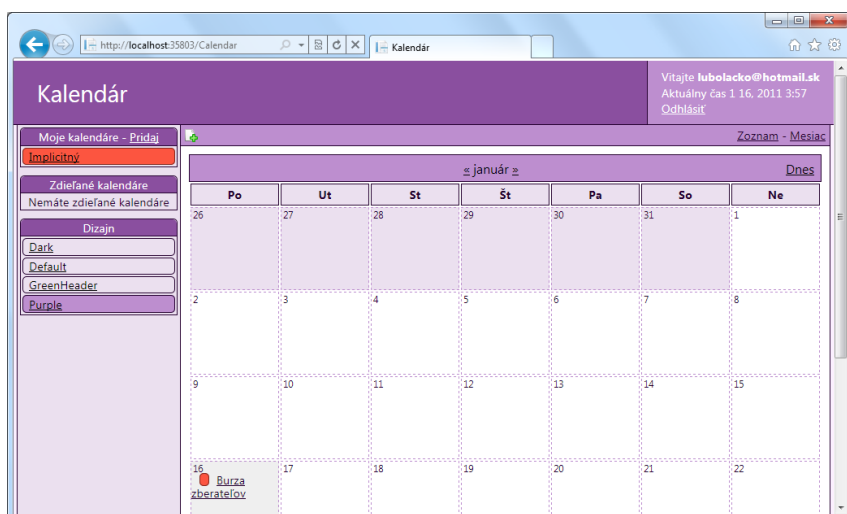 http://localhost:35803/Calendar
Kalendár
Kalendár
Vitajte lubolacko@hotmail.sk
Aktuálny čas 1 16, 2011 3:57
Odhlásiť
Moje kalendáre - Pridaj
Implicitný
Zdieľané kalendáre
Nemáte zdieľané kalendáre
Dizajn
Dark
Default
GreenHeader
Purple
Zoznam - Mesiac
« január »
Dnes
Po Ut St Št Pa So Ne
26 27 28 29 30 31 1
2 3 4 5 6 7 8
9 10 11 12 13 14 15
16 17 18 19 20 21 22
Burza
zberateľov